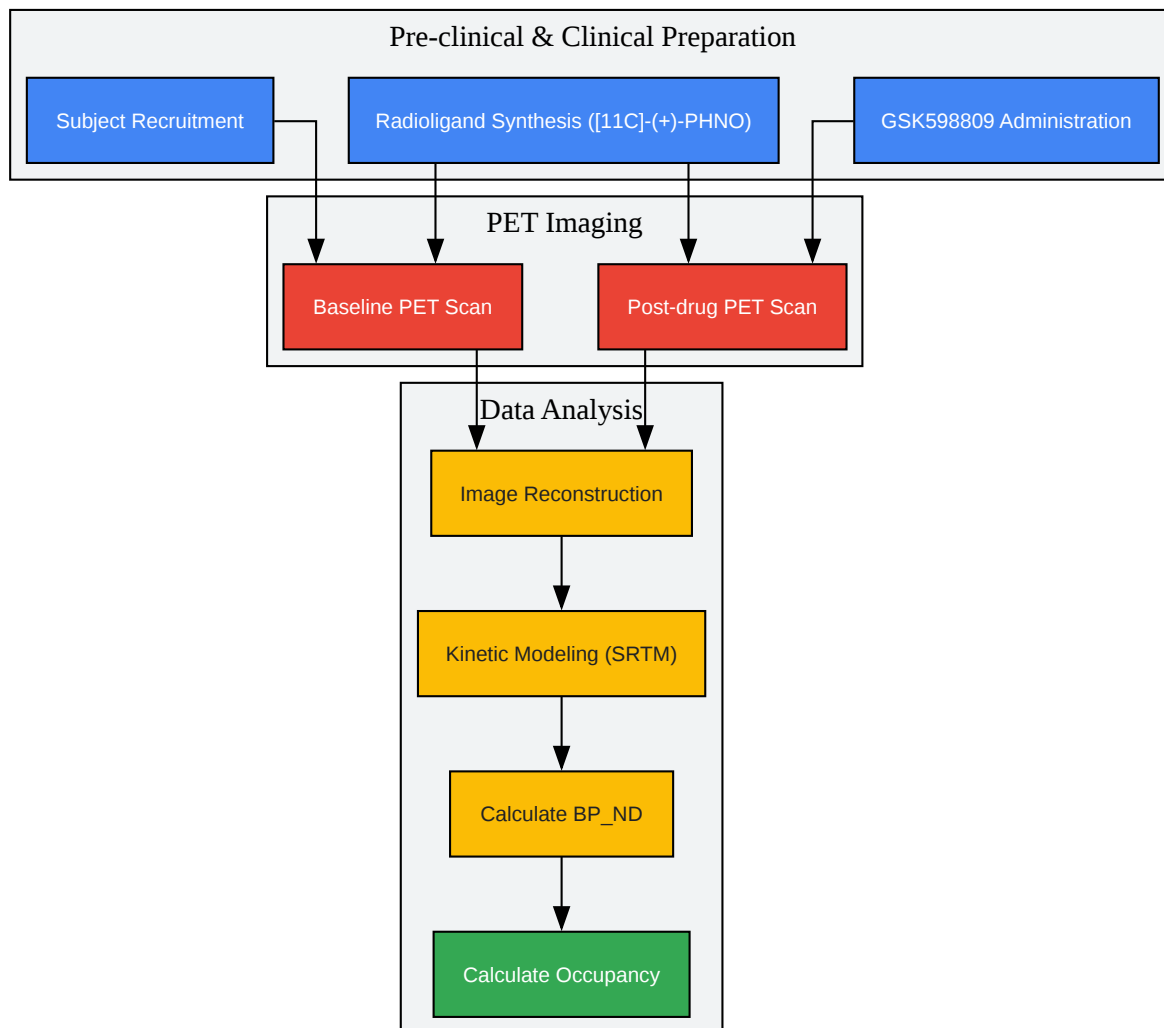 Pre-clinical & Clinical Preparation
Subject Recruitment
Radioligand Synthesis ([11C]-(+)-PHNO)
GSK598809 Administration
PET Imaging
Baseline PET Scan
Post-drug PET Scan
Data Analysis
Image Reconstruction
Kinetic Modeling (SRTM)
Calculate BP_ND
Calculate Occupancy